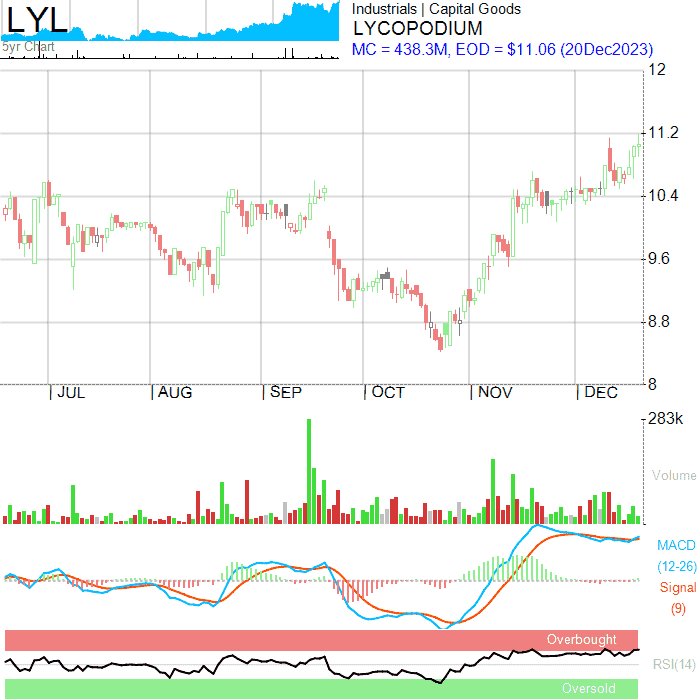 LYL
5yr Chart
Industrials | Capital Goods
LYCOPODIUM
MC = 438.3M, EOD = $11.06 (20Dec2023)
12
11.2
10.4
9.6
8.8
8
JUL AUG SEP OCT NOV DEC
283k
Volume
MACD
(12-26)
Signal
(9)
Overbought
RSI(14)
Oversold